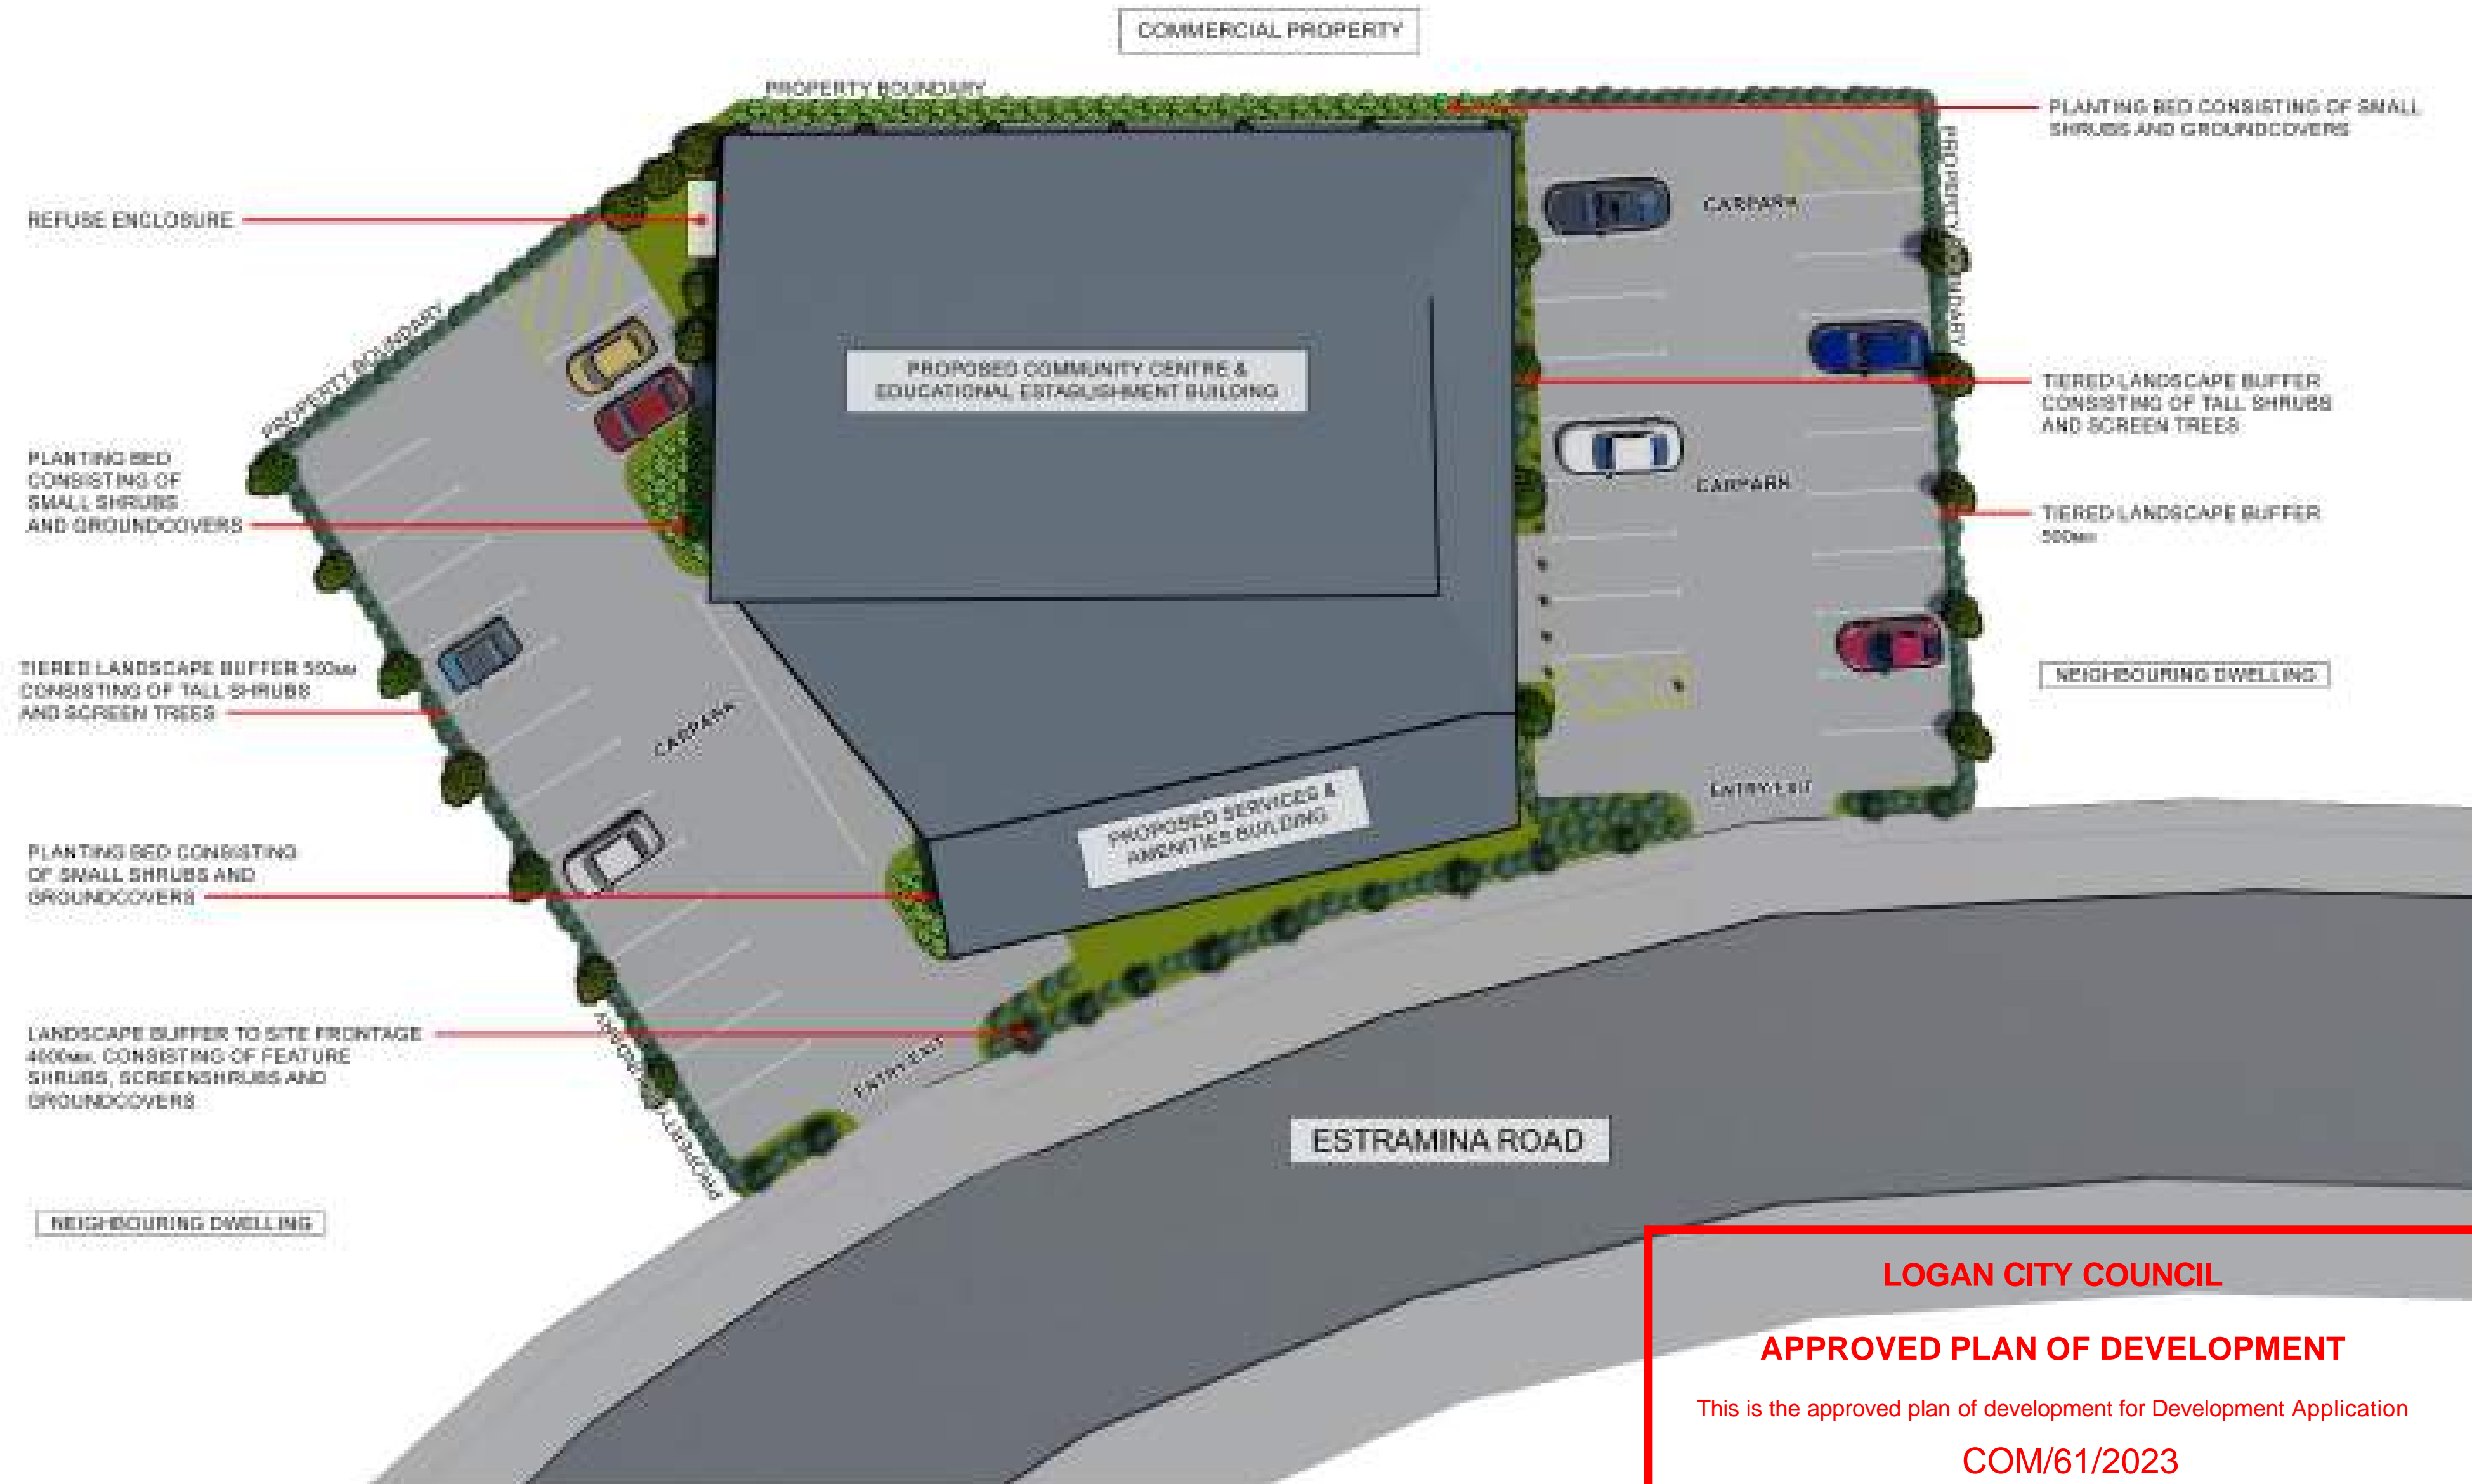 COMMERCIAL PROPERTY
PROPERTY BOUNDARY
PLANTING BED CONSISTING OF SMALL
SHRUBS AND GROUNDCOVERS
PROPERTY BOUNDARY
REFUSE ENCLOSURE
CARPARK
PROPERTY BOUNDARY
PROPOSED COMMUNITY CENTRE &
EDUCATIONAL ESTABLISHMENT BUILDING
TIERED LANDSCAPE BUFFER
CONSISTING OF TALL SHRUBS
AND SCREEN TREES
PLANTING BED
CONSISTING OF
SMALL SHRUBS
AND GROUNDCOVERS
CARPARK
TIERED LANDSCAPE BUFFER
500MM
TIERED LANDSCAPE BUFFER 500MM
CONSISTING OF TALL SHRUBS
AND SCREEN TREES
NEIGHBOURING DWELLING
CARPARK
PROPOSED SERVICES &
AMENITIES BUILDING
ENTRY/EXIT
PLANTING BED CONSISTING
OF SMALL SHRUBS AND
GROUNDCOVERS
LANDSCAPE BUFFER TO SITE FRONTAGE
4000MM, CONSISTING OF FEATURE
SHRUBS, SCREENSHRUBS AND
GROUNDCOVERS
ENTRY/EXIT
PROPERTY BOUNDARY
ESTRAMINA ROAD
NEIGHBOURING DWELLING
LOGAN CITY COUNCIL
APPROVED PLAN OF DEVELOPMENT
This is the approved plan of development for Development Application
COM/61/2023